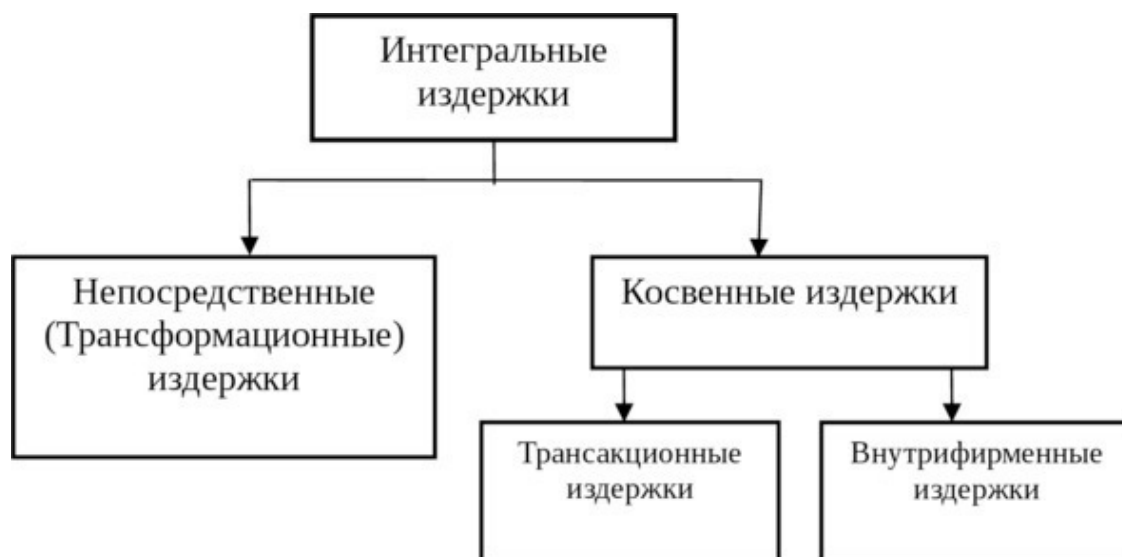 Интегральные
издержки
Непосредственные
(Трансформационные)
издержки
Косвенные издержки
Трансакционные
издержки
Внутрифирменные
издержки